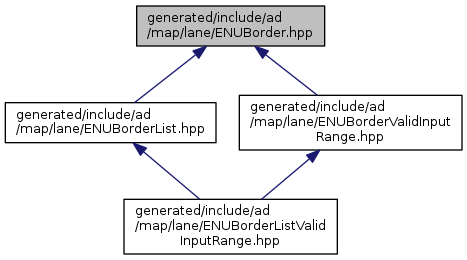 generated/include/ad
/map/lane/ENUBorder.hpp
generated/include/ad
/map/lane/ENUBorderList.hpp
generated/include/ad
/map/lane/ENUBorderValidInput
Range.hpp
generated/include/ad
/map/lane/ENUBorderListValid
InputRange.hpp